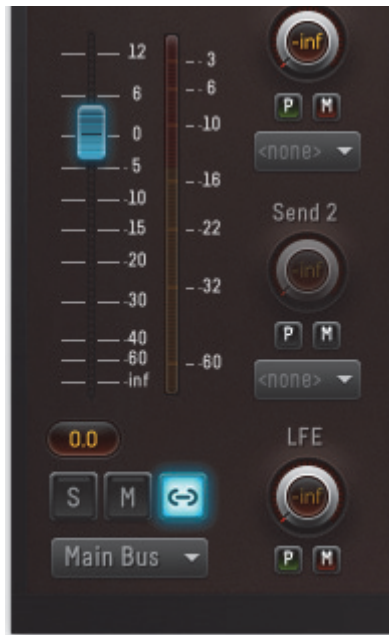 12
6
0
-5
-10
-15
-20
-30
-40
-60
-inf
-3
-6
-10
-16
-22
-32
-60
0.0
S M
Main Bus
-inf
P M
<none>
Send 2
-inf
P M
<none>
LFE
-inf
P M